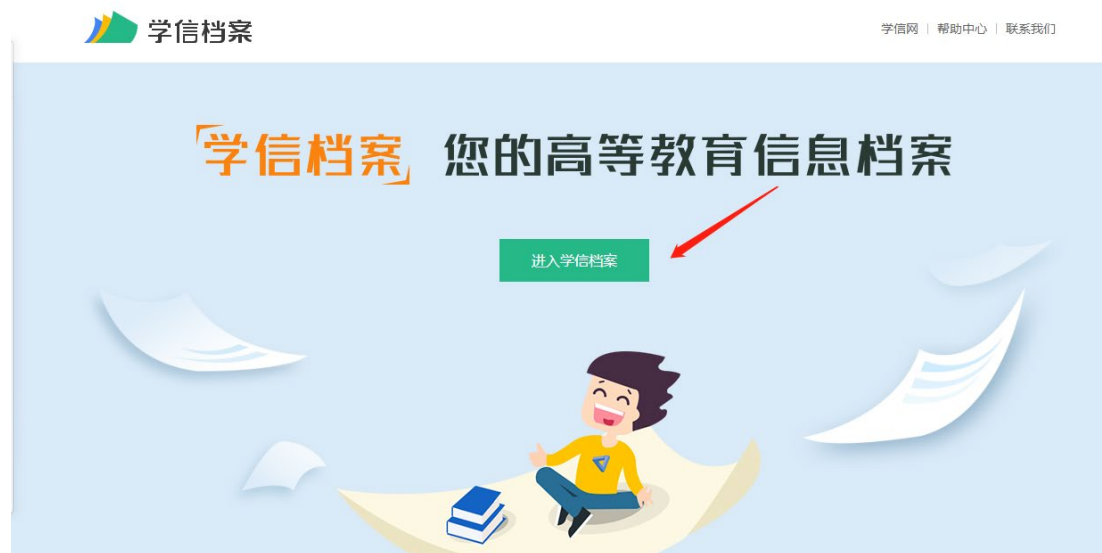 学信档案
学信网 | 帮助中心 | 联系我们
「学信档案」 您的高等教育信息档案
进入学信档案